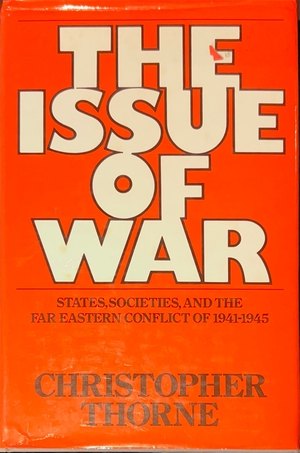 THE
ISSUE
OF
WAR
STATES, SOCIETIES, AND THE
FAR EASTERN CONFLICT OF 1941-1945
CHRISTOPHER
THORNE